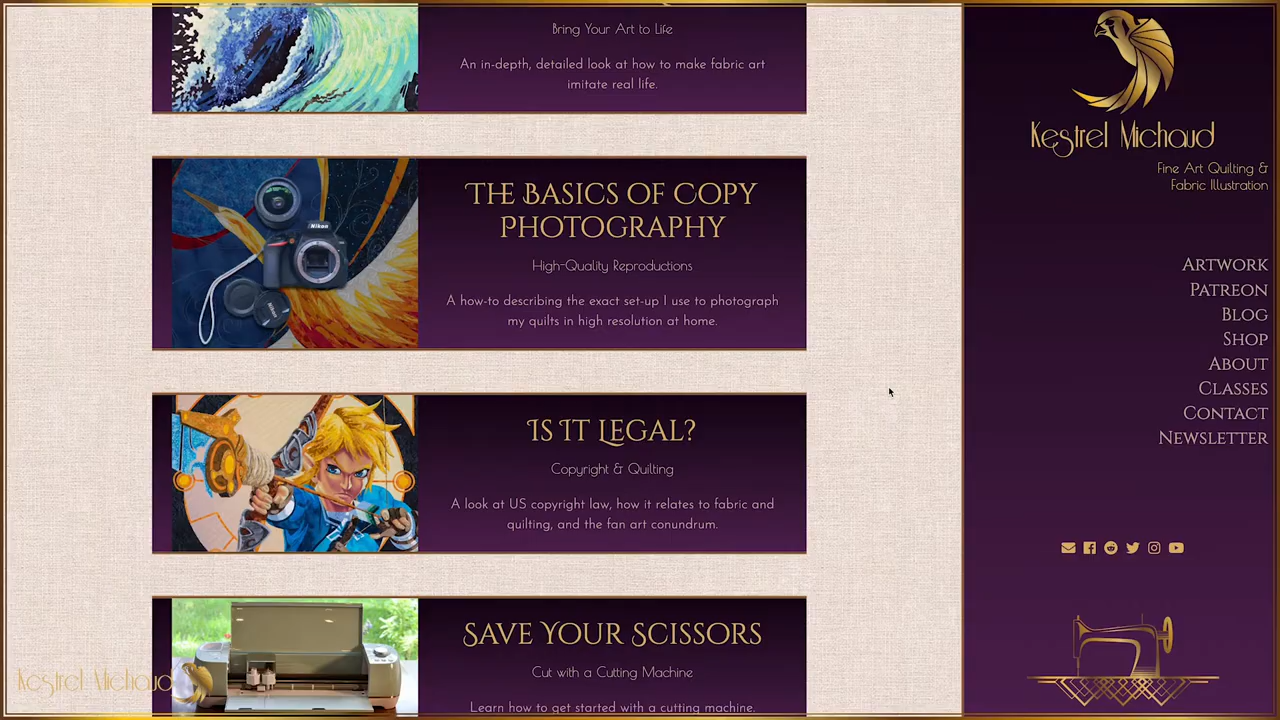 Bring Your Art to Life
An in-depth, detailed look at how to make fabric art
imitate real life.
The Basics of Copy
Photography
High-Quality Reproductions
A how-to describing the exact set-up I use to photograph
my quilts in high resolution at home.
Nikon
Nikon
Is It Legal?
Copyright & Quilting
A look at US copyright law, how it relates to fabric and
quilting, and the fan art conundrum.
Save Your Scissors
Cut with a Cutting Machine
Learn how to get started with a cutting machine.
Kestrel Michaud
Kestrel Michaud
Fine Art Quilting &
Fabric Illustration
Artwork
Patreon
Blog
Shop
About
Classes
Contact
Newsletter